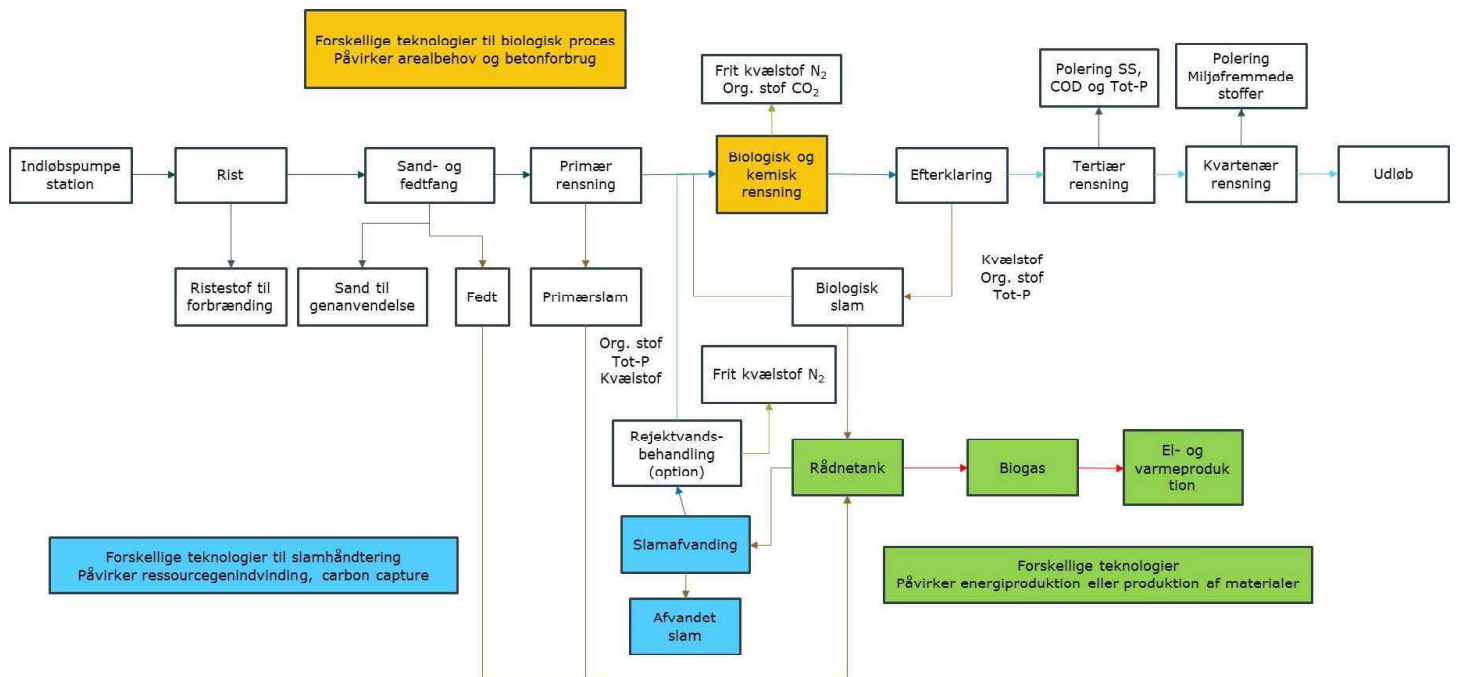 Forskellige teknologier til biologisk proces
Påvirker arealbehov og betonforbrug
Frit kvælstof N₂
Org. stof CO₂
Polering SS,
COD og Tot-P
Polering
Miljøfremmede
stoffer
Indløbspumpe
station
Rist
Sand- og
fedtfang
Primær
rensning
Biologisk og
kemisk
rensning
Efterklaring
Tertiær
rensning
Kvartenær
rensning
Udløb
Ristestof til
forbrænding
Sand til
genanvendelse
Fedt
Primærslam
Biologisk
slam
Kvælstof
Org. stof
Tot-P
Org. stof
Tot-P
Kvælstof
Frit kvælstof N₂
Rejektvands-
behandling
(option)
Rådnetank
Biogas
El- og
varmeproduk
tion
Slamafvanding
Forskellige teknologier til slamhåndtering
Påvirker ressourcegenindvinding, carbon capture
Forskellige teknologier
Påvirker energiproduktion eller produktion af materialer
Afvandet
slam